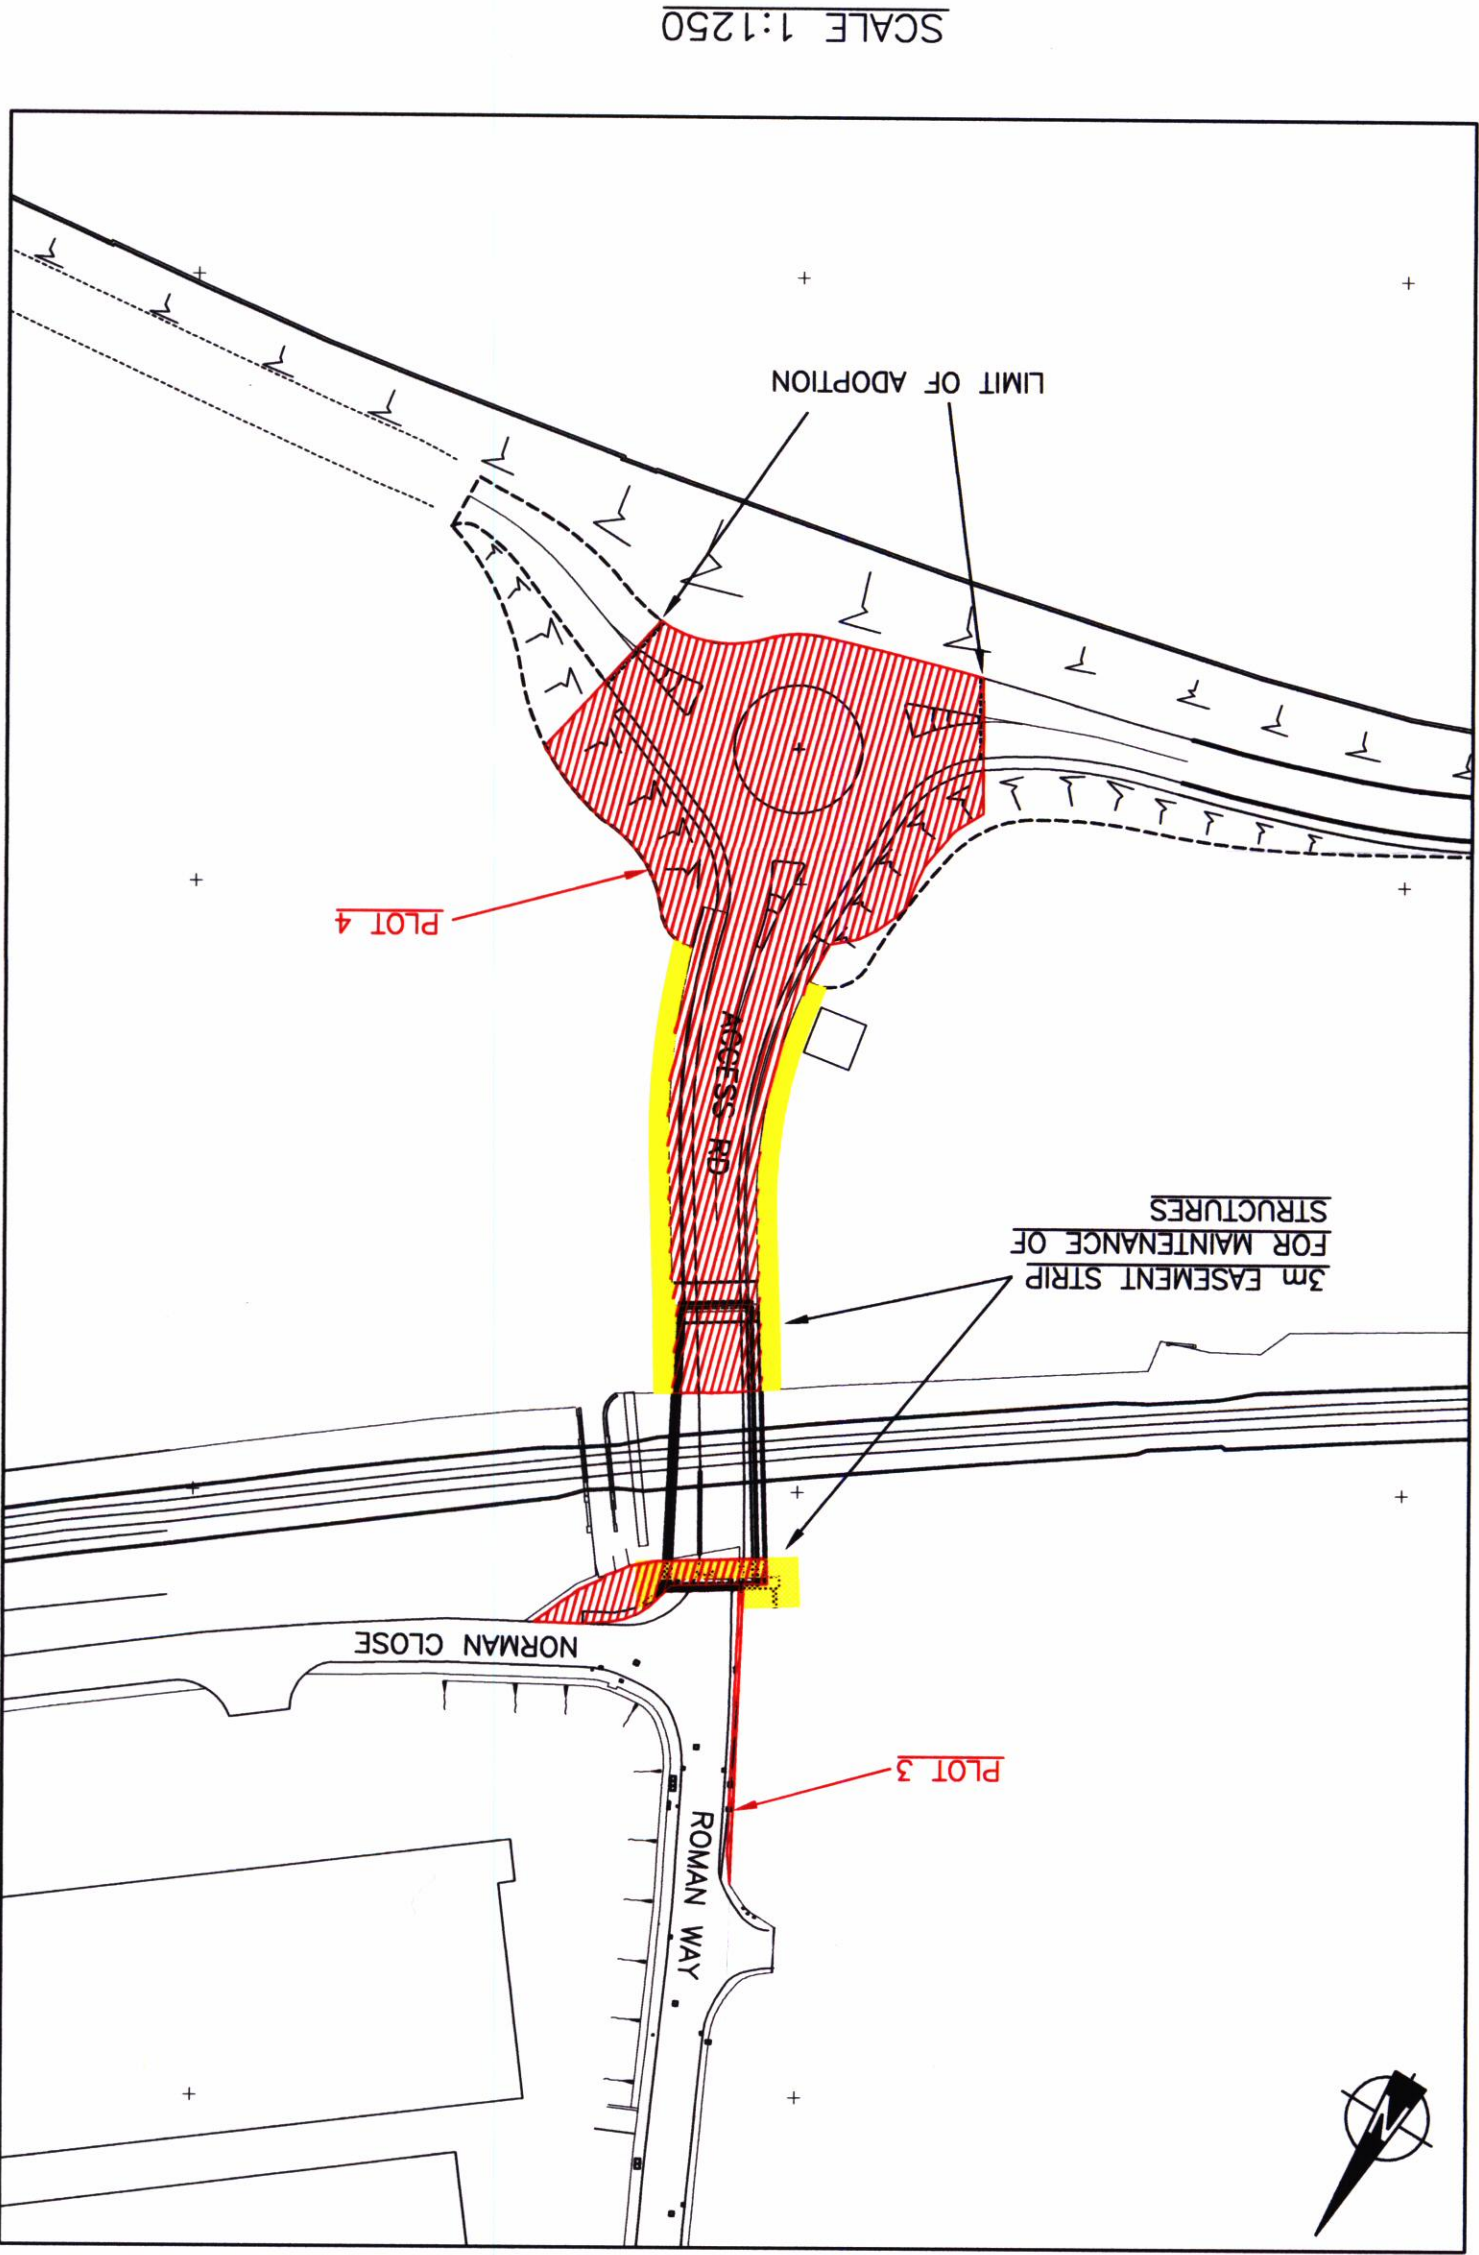 ROMAN WAY
PLOT 3
NORMAN CLOSE
3m EASEMENT STRIP
FOR MAINTENANCE OF
STRUCTURES
ACCESS RD
PLOT 4
LIMIT OF ADOPTION
SCALE 1:1250